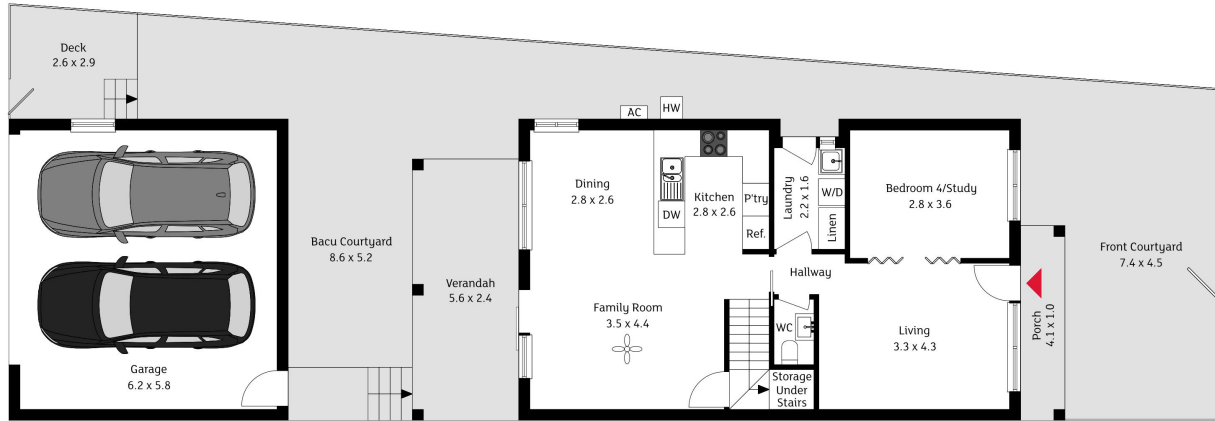 Deck
2.6 x 2.9
AC
HW
Dining
2.8 x 2.6
Kitchen
2.8 x 2.6
P'try
DW
Ref.
Laundry
2.2 x 1.6
W/D
Linen
Bedroom 4/Study
2.8 x 3.6
Bacu Courtyard
8.6 x 5.2
Verandah
5.6 x 2.4
Front Courtyard
7.4 x 4.5
Hallway
Family Room
3.5 x 4.4
WC
Living
3.3 x 4.3
Porch
4.1 x 1.0
Garage
6.2 x 5.8
Storage
Under
Stairs